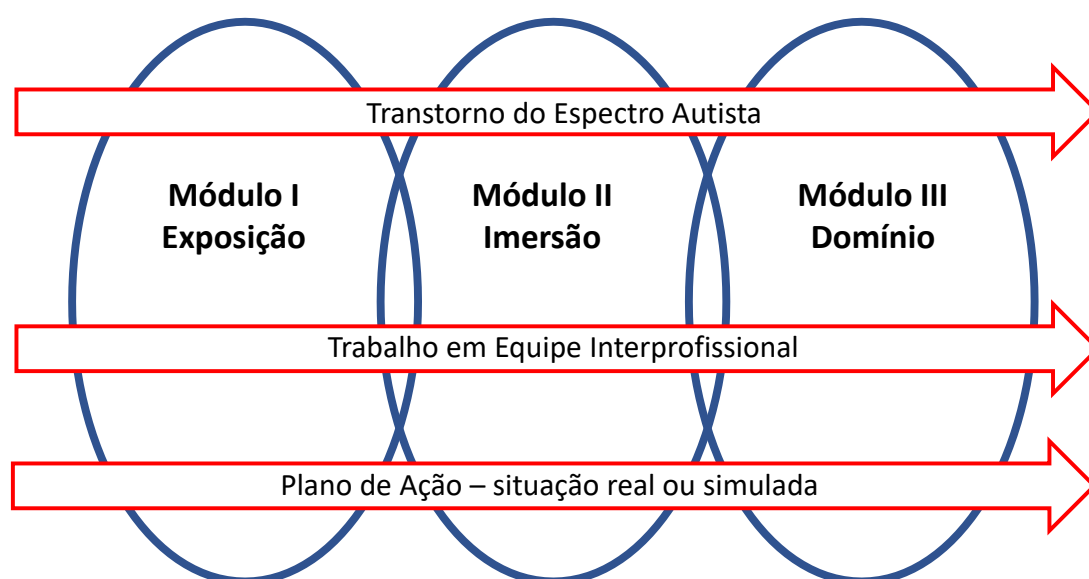 Transtorno do Espectro Autista
Módulo I
Exposição
Módulo II
Imersão
Módulo III
Domínio
Trabalho em Equipe Interprofissional
Plano de Ação – situação real ou simulada